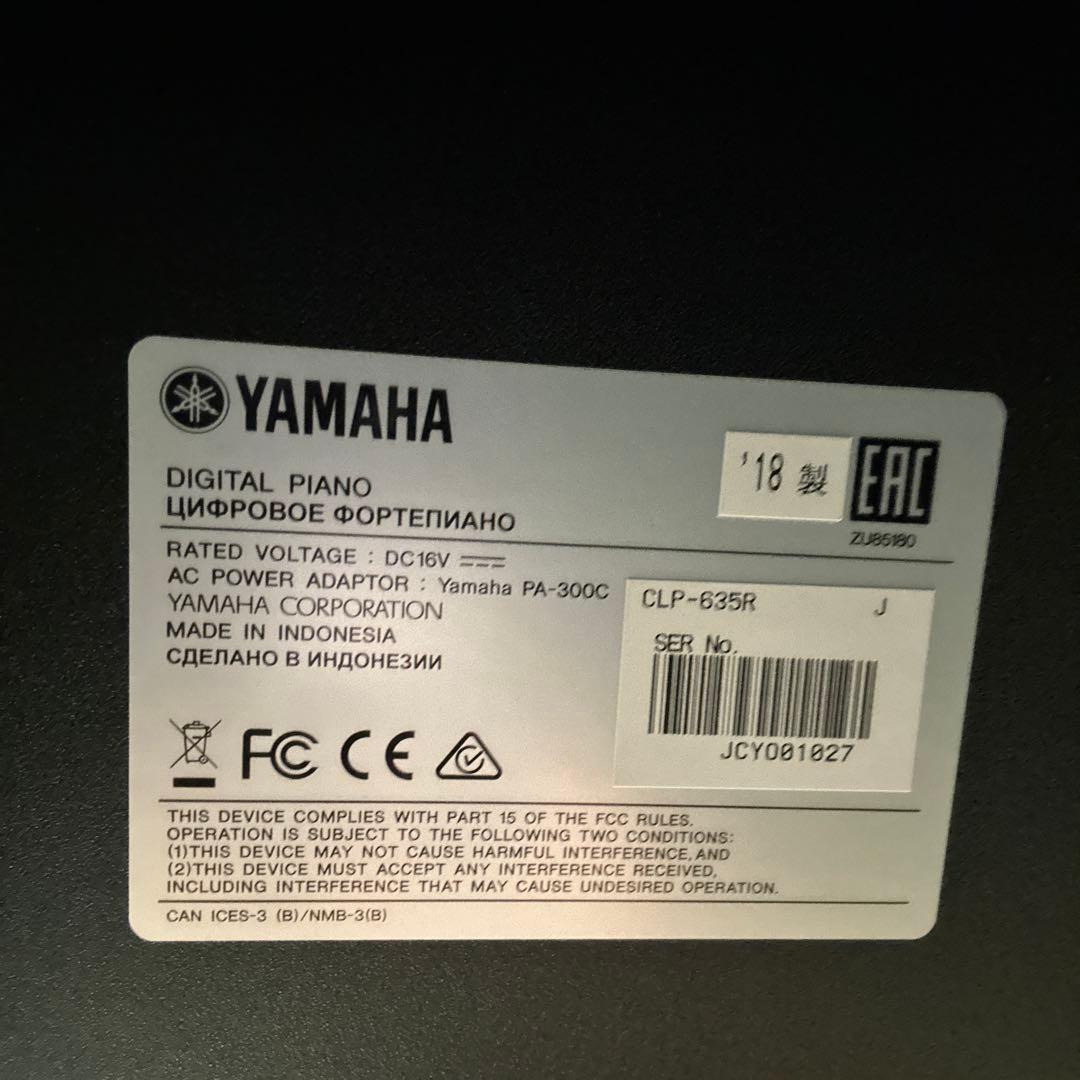 YAMAHA
'18 製
EAC
DIGITAL PIANO
ЦИФРОВОЕ ФОРТЕПИАНО
ZU85180
RATED VOLTAGE : DC16V
AC POWER ADAPTOR : Yamaha PA-300C
YAMAHA CORPORATION
MADE IN INDONESIA
СДЕЛАНО В ИНДОНЕЗИИ
CLP-635R J
SER No.
JCYO01027
FC CE
THIS DEVICE COMPLIES WITH PART 15 OF THE FCC RULES.
OPERATION IS SUBJECT TO THE FOLLOWING TWO CONDITIONS:
(1)THIS DEVICE MAY NOT CAUSE HARMFUL INTERFERENCE, AND
(2)THIS DEVICE MUST ACCEPT ANY INTERFERENCE RECEIVED,
INCLUDING INTERFERENCE THAT MAY CAUSE UNDESIRED OPERATION.
CAN ICES-3 (B)/NMB-3(B)